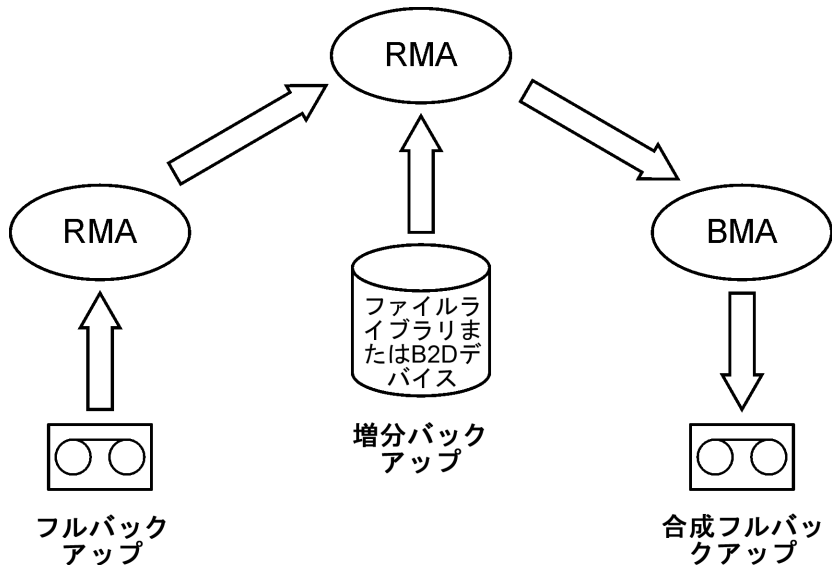 RMA
RMA
BMA
ファイルラ
イブラリま
たはB2Dデ
バイス
増分バック
アップ
フルバック
アップ
合成フルバッ
クアップ